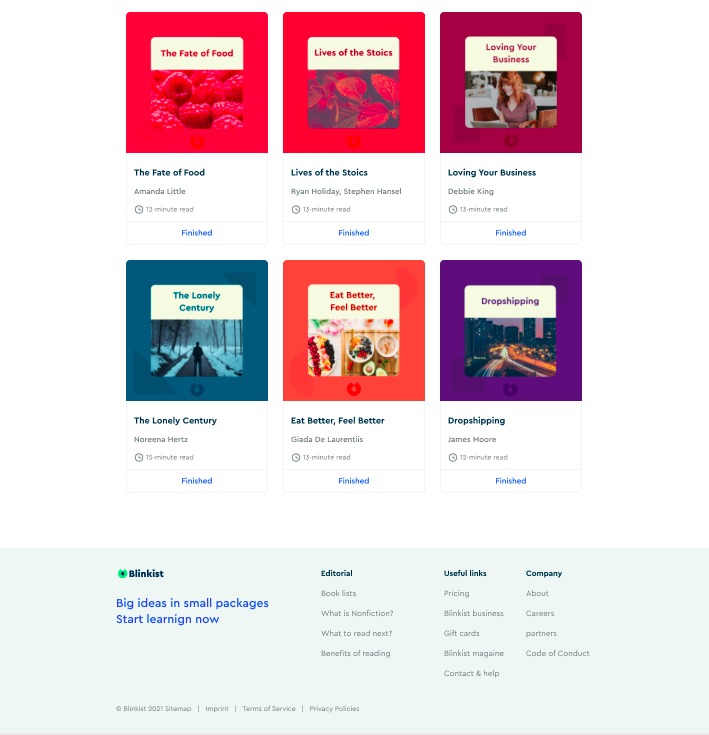 The Fate of Food
Lives of the Stoics
Loving Your
Business
The Fate of Food
Amanda Little
12-minute read
Finished
Lives of the Stoics
Ryan Holiday, Stephen Hansel
13-minute read
Finished
Loving Your Business
Debbie King
13-minute read
Finished
The Lonely
Century
Eat Better,
Feel Better
Dropshipping
The Lonely Century
Noreena Hertz
15-minute read
Finished
Eat Better, Feel Better
Giada De Laurentiis
13-minute read
Finished
Dropshipping
James Moore
12-minute read
Finished
Blinkist
Big ideas in small packages
Start learnign now
Editorial
Book lists
What is Nonfiction?
What to read next?
Benefits of reading
Useful links
Pricing
Blinkist business
Gift cards
Blinkist magaine
Contact & help
Company
About
Careers
partners
Code of Conduct
© Blinkist 2021 Sitemap | Imprint | Terms of Service | Privacy Policies